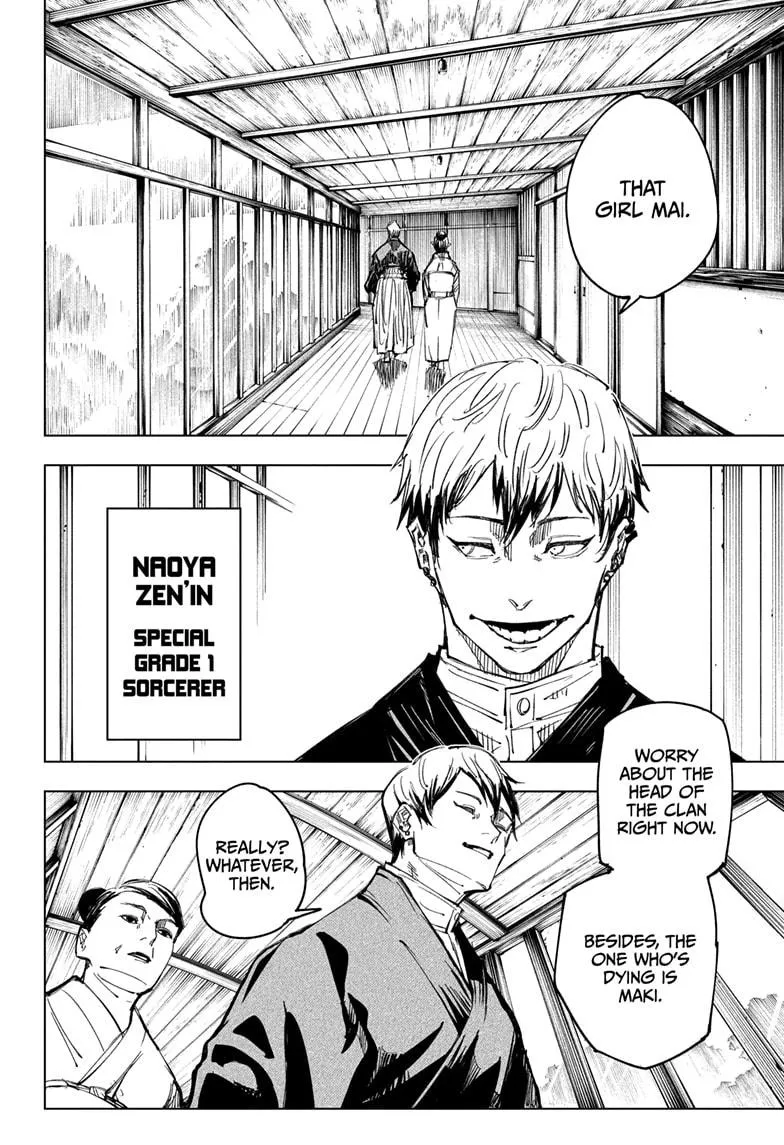 THAT
GIRL MAI.
NAOYA
ZEN'IN
SPECIAL
GRADE 1
SORCERER
WORRY
ABOUT THE
HEAD OF
THE CLAN
RIGHT NOW.
BESIDES, THE
ONE WHO'S
DYING IS
MAKI.
REALLY?
WHATEVER,
THEN.